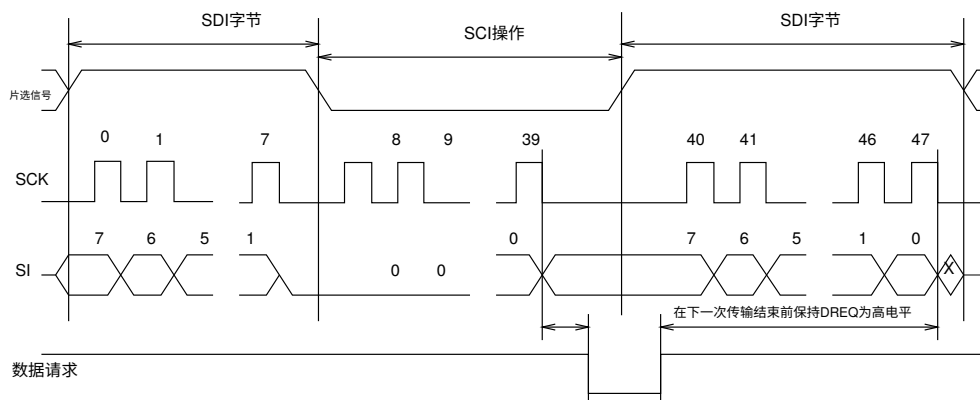 SDI字节 SCI操作 SDI字节
片选信号
0 1 7 8 9 39 40 41 46 47
SCK
7 6 5 1 0 7 6 5 1 0
SI 0 0 X
在下一次传输结束前保持DREQ为高电平
数据请求